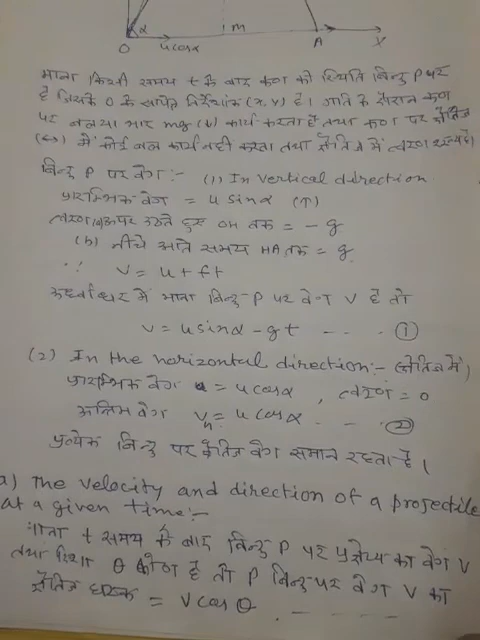 α
O u cosα m A X
माना किसी समय t के बाद कण की स्थिति बिन्दु P पर
है जिसके O के सापेक्ष निर्देशांक (x, y) है। गति के दौरान कण
पर बल या भार mg (↓) कार्य करता है तथा कण पर क्षैतिज
(↔) में कोई बल कार्य नही करता तथा क्षैतिज में त्वरण शून्य है।
बिन्दु P पर वेग :- (1) In vertical direction
प्रारम्भिक वेग = u sinα (↑)
त्वरण ऊपर उठते हुए OH तक = -g
(b) नीचे आते समय HA तक = g
∵ v = u + ft
ऊर्ध्वाधर में माना बिन्दु P पर वेग V है तो
V = u sinα - gt --- ①
(2) In the horizontal direction :- (क्षैतिज में)
प्रारम्भिक वेग = u cosα , त्वरण = 0
अन्तिम वेग Vh = u cosα -- - ②
प्रत्येक बिन्दु पर क्षैतिज वेग समान रहता है।
a) The velocity and direction of a projectile
at a given time :-
माना t समय के बाद बिन्दु P पर प्रक्षेप्य का वेग V
तथा दिशा θ कोण है तो P बिन्दु पर वेग V का
क्षैतिज घटक = V cos θ - - - - - -